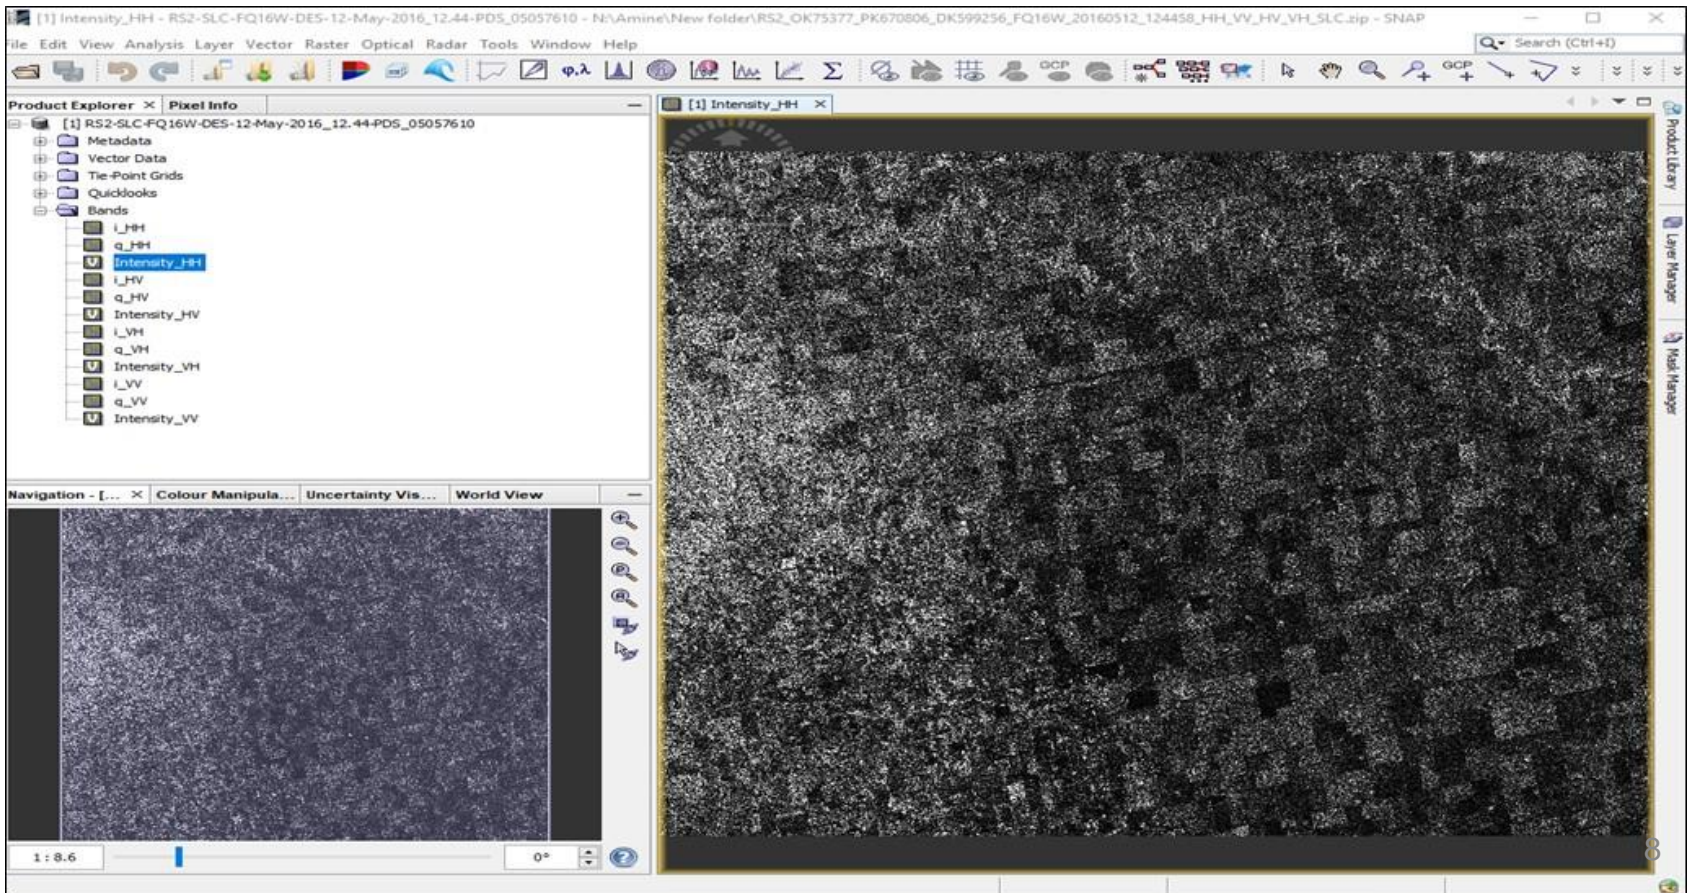 [1] Intensity_HH - RS2-SLC-FQ16W-DES-12-May-2016_12.44-PDS_05057610 - N:\Amine\New folder\RS2_OK75377_PK670806_DK599256_FQ16W_20160512_124458_HH_VV_HV_VH_SLC.zip - SNAP
File Edit View Analysis Layer Vector Raster Optical Radar Tools Window Help
Search (Ctrl+I)
φ,λ Σ GCP GCP
Product Explorer × Pixel Info
[1] Intensity_HH ×
[1] RS2-SLC-FQ16W-DES-12-May-2016_12.44-PDS_05057610
Metadata
Vector Data
Tie-Point Grids
Quicklooks
Bands
i_HH
q_HH
Intensity_HH
i_HV
q_HV
Intensity_HV
i_VH
q_VH
Intensity_VH
i_VV
q_VV
Intensity_VV
Product Library
Layer Manager
Mask Manager
Navigation - [... × Colour Manipula... Uncertainty Vis... World View
1 : 8.6
0°
8